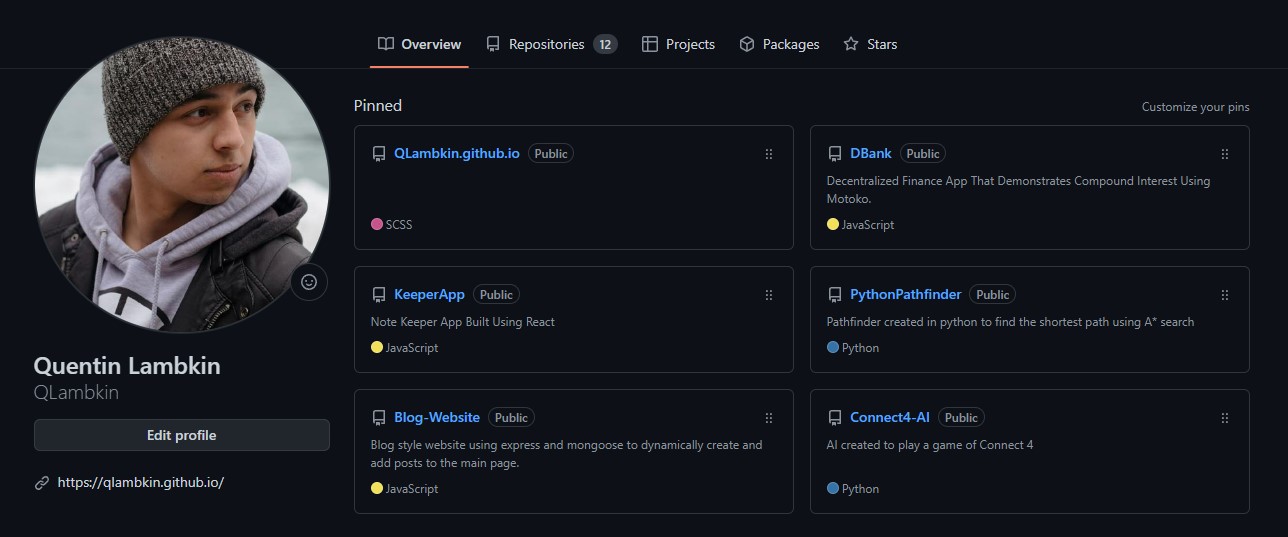 Overview
Repositories 12
Projects
Packages
Stars
Pinned
Customize your pins
QLambkin.github.io Public
SCSS
DBank Public
Decentralized Finance App That Demonstrates Compound Interest Using
Motoko.
JavaScript
KeeperApp Public
Note Keeper App Built Using React
JavaScript
PythonPathfinder Public
Pathfinder created in python to find the shortest path using A* search
Python
Blog-Website Public
Blog style website using express and mongoose to dynamically create and
add posts to the main page.
JavaScript
Connect4-AI Public
AI created to play a game of Connect 4
Python
Quentin Lambkin
QLambkin
Edit profile
https://qlambkin.github.io/